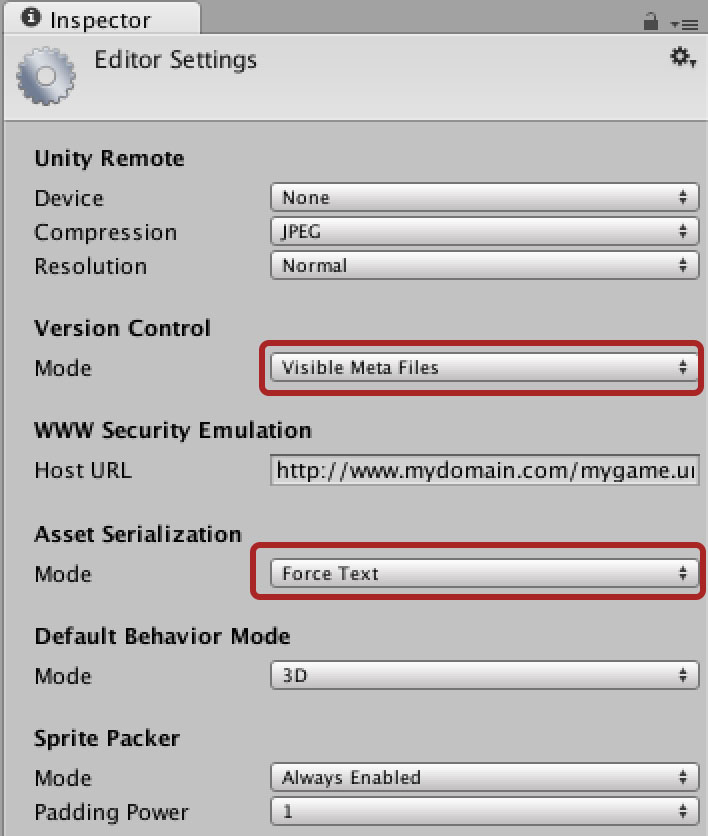 Inspector
Editor Settings
Unity Remote
Device None
Compression JPEG
Resolution Normal
Version Control
Mode Visible Meta Files
WWW Security Emulation
Host URL http://www.mydomain.com/mygame.u
Asset Serialization
Mode Force Text
Default Behavior Mode
Mode 3D
Sprite Packer
Mode Always Enabled
Padding Power 1